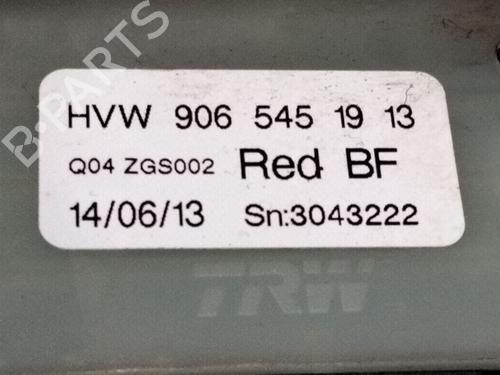 HVW 906 545 19 13
Q04 ZGS002 Red BF
14/06/13 Sn:3043222
TRW
B-PARTS